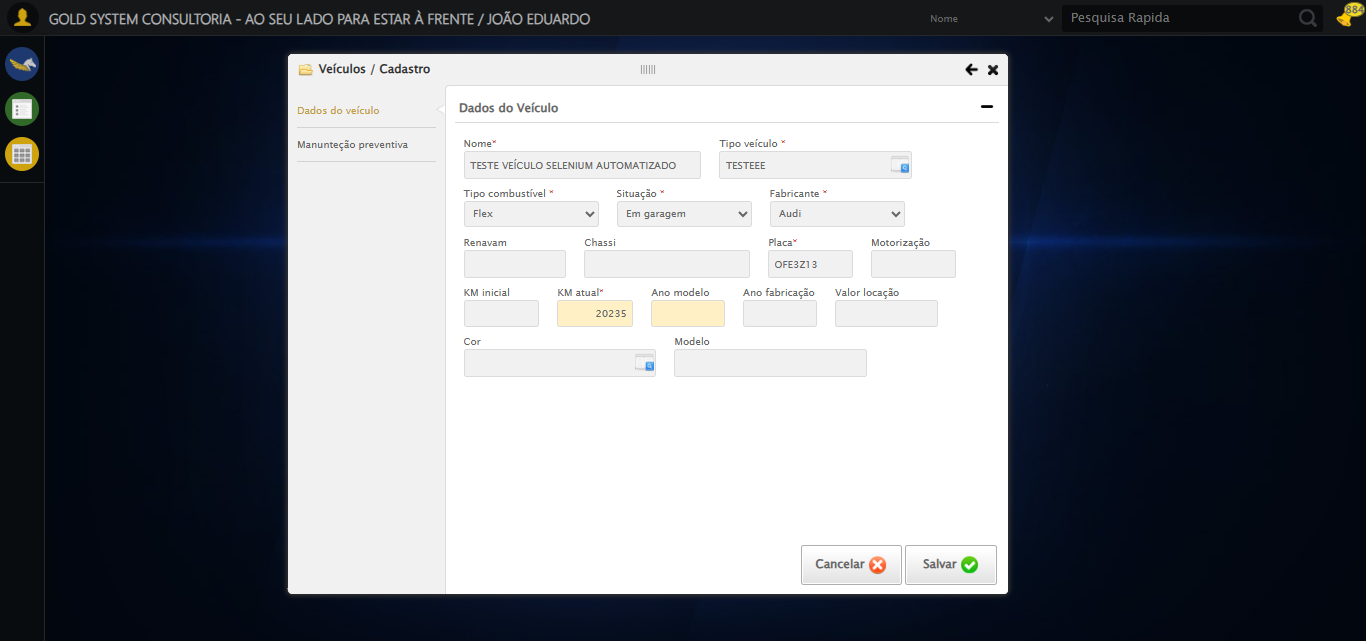 GOLD SYSTEM CONSULTORIA - AO SEU LADO PARA ESTAR À FRENTE / JOÃO EDUARDO
Nome
Pesquisa Rapida
884
Veículos / Cadastro
Dados do veículo
Manunteção preventiva
Dados do Veículo
Nome* Tipo veículo *
TESTE VEÍCULO SELENIUM AUTOMATIZADO TESTEEE
Tipo combustível * Situação * Fabricante *
Flex Em garagem Audi
Renavam Chassi Placa* Motorização
OFE3Z13
KM inicial KM atual* Ano modelo Ano fabricação Valor locação
20235
Cor Modelo
Cancelar Salvar